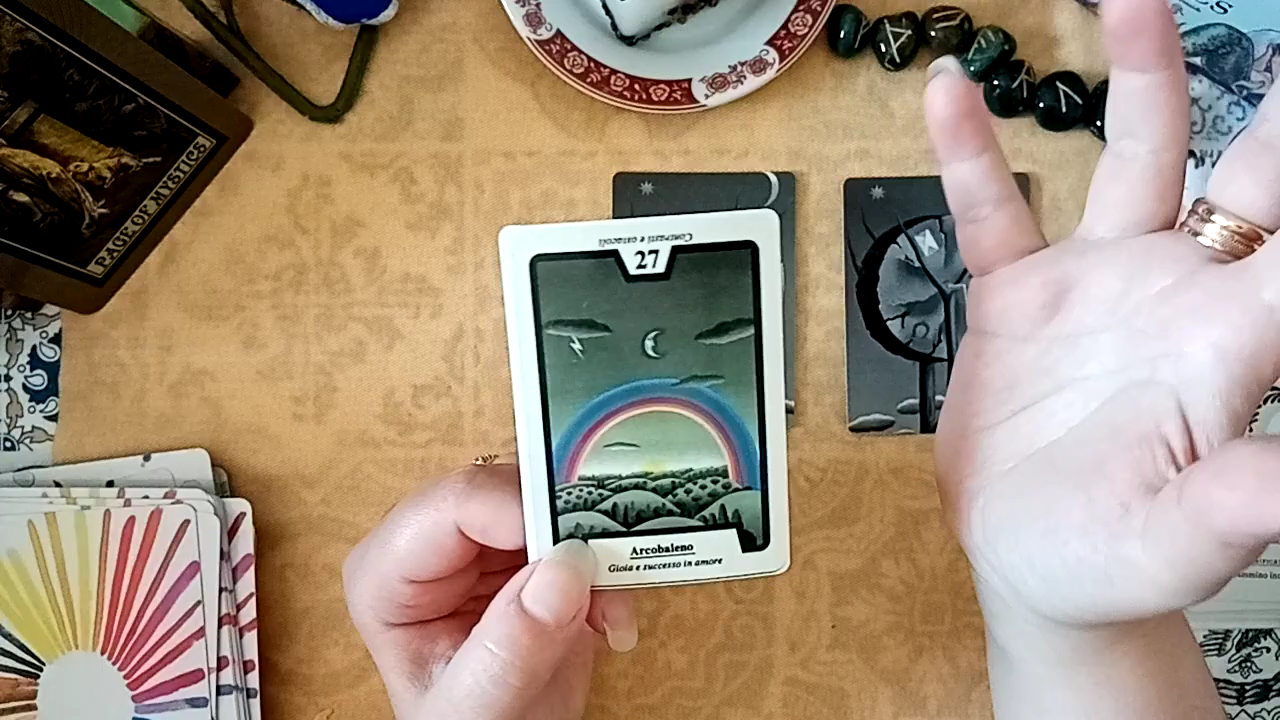 PAGE OF MYSTICS
Contrasti e ostacoli
27
Arcobaleno
Gioia e successo in amore